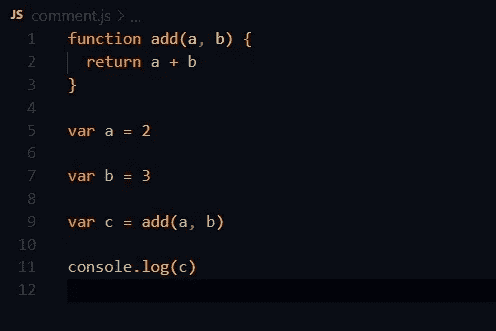 JS comment.js > ...
1 function add(a, b) {
2   return a + b
3 }
4
5 var a = 2
6
7 var b = 3
8
9 var c = add(a, b)
10
11 console.log(c)
12